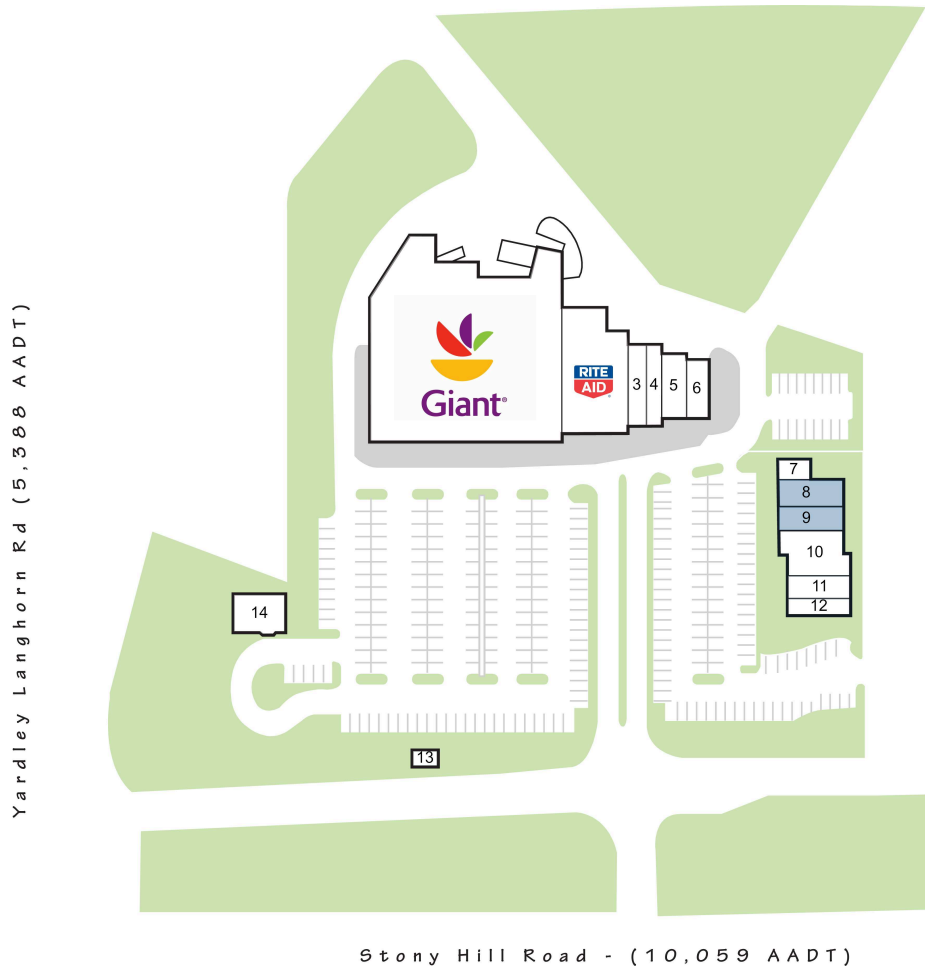 Giant®
RITE
AID
3
4
5
6
7
8
9
10
11
12
14
13
Yardley Langhorn Rd (5,388 AADT)
Stony Hill Road - (10,059 AADT)